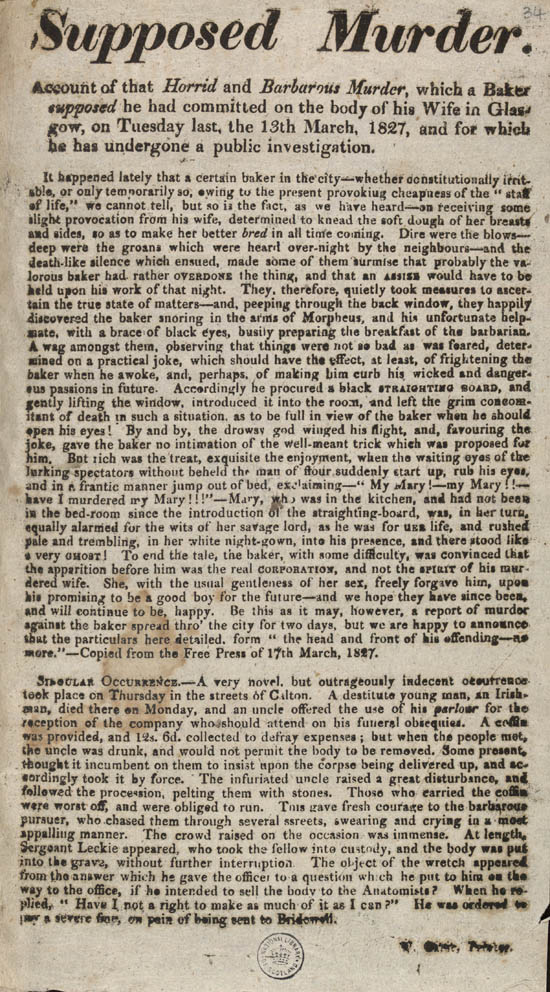 34
Supposed Murder.
Account of that Horrid and Barbarous Murder, which a Baker
supposed he had committed on the body of his Wife in Glas-
gow, on Tuesday last, the 13th March, 1827, and for which
he has undergone a public investigation.
It happened lately that a certain baker in the city—whether constitutionally irrit-
able, or only temporarily so, owing to the present provoking cheapness of the "staff
of life," we cannot tell, but so is the fact, as we have heard—on receiving some
slight provocation from his wife, determined to knead the soft dough of her breasts
and sides, so as to make her better bred in all time coming. Dire were the blows—
deep were the groans which were heard over-night by the neighbours—and the
death-like silence which ensued, made some of them surmise that probably the va-
lorous baker had rather OVERDONE the thing, and that an ASSIZE would have to be
held upon his work of that night. They, therefore, quietly took measures to ascer-
tain the true state of matters—and, peeping through the back window, they happily
discovered the baker snoring in the arms of Morpheus, and his unfortunate help-
mate, with a brace of black eyes, busily preparing the breakfast of the barbarian.
A wag amongst them, observing that things were not so bad as was feared, deter-
mined on a practical joke, which should have the effect, at least, of frightening the
baker when he awoke, and, perhaps, of making him curb his wicked and danger-
ous passions in future. Accordingly he procured a black STRAIGHTING BOARD, and
gently lifting the window, introduced it into the room, and left the grim concom-
itant of death in such a situation, as to be full in view of the baker when he should
open his eyes! By and by, the drowsy god winged his flight, and, favouring the
joke, gave the baker no intimation of the well-meant trick which was proposed for
him. But rich was the treat, exquisite the enjoyment, when the waiting eyes of the
lurking spectators without beheld the man of flour suddenly start up, rub his eyes,
and in a frantic manner jump out of bed, exclaiming—"My Mary!—my Mary!!—
have I murdered my Mary!!!"—Mary, who was in the kitchen, and had not been
in the bed-room since the introduction of the straighting-board, was, in her turn,
equally alarmed for the wits of her savage lord, as he was for HER life, and rushed
pale and trembling, in her white night-gown, into his presence, and there stood like
a very GHOST! To end the tale, the baker, with some difficulty, was convinced that
the apparition before him was the real CORPORATION, and not the SPIRIT of his mur-
dered wife. She, with the usual gentleness of her sex, freely forgave him, upon
his promising to be a good boy for the future—and we hope they have since been,
and will continue to be, happy. Be this as it may, however, a report of murder
against the baker spread thro' the city for two days, but we are happy to announce
that the particulars here detailed. form "the head and front of his offending—no
more."—Copied from the Free Press of 17th March, 1827.
SINGULAR OCCURRENCE.—A very novel. but outrageously indecent occurrence
took place on Thursday in the streets of Calton. A destitute young man, an Irish-
man, died there on Monday, and an uncle offered the use of his parlour for the
reception of the company who should attend on his funeral obsequies. A coffin
was provided, and 12s. 6d. collected to defray expenses; but when the people met,
the uncle was drunk, and would not permit the body to be removed. Some present,
thought it incumbent on them to insist upon the corpse being delivered up, and ac-
cordingly took it by force. The infuriated uncle raised a great disturbance, and
followed the procession, pelting them with stones. Those who carried the coffin
were worst off, and were obliged to run. This gave fresh courage to the barbarous
pursuer, who chased them through several ssreets, swearing and crying in a most
appalling manner. The crowd raised on the occasion was immense. At length,
Sergeant Leckie appeared, who took the fellow into custody, and the body was put
into the grave, without further interruption. The object of the wretch appeared
from the answer which he gave the officer to a question which he put to him on the
way to the office, if he intended to sell the body to the Anatomists? When he re-
plied, "Have I not a right to make as much of it as I can?" He was ordered to
pay a severe fine, on pain of being sent to Bridewell.
W. Printer.
NATIONAL LIBRARY OF SCOTLAND